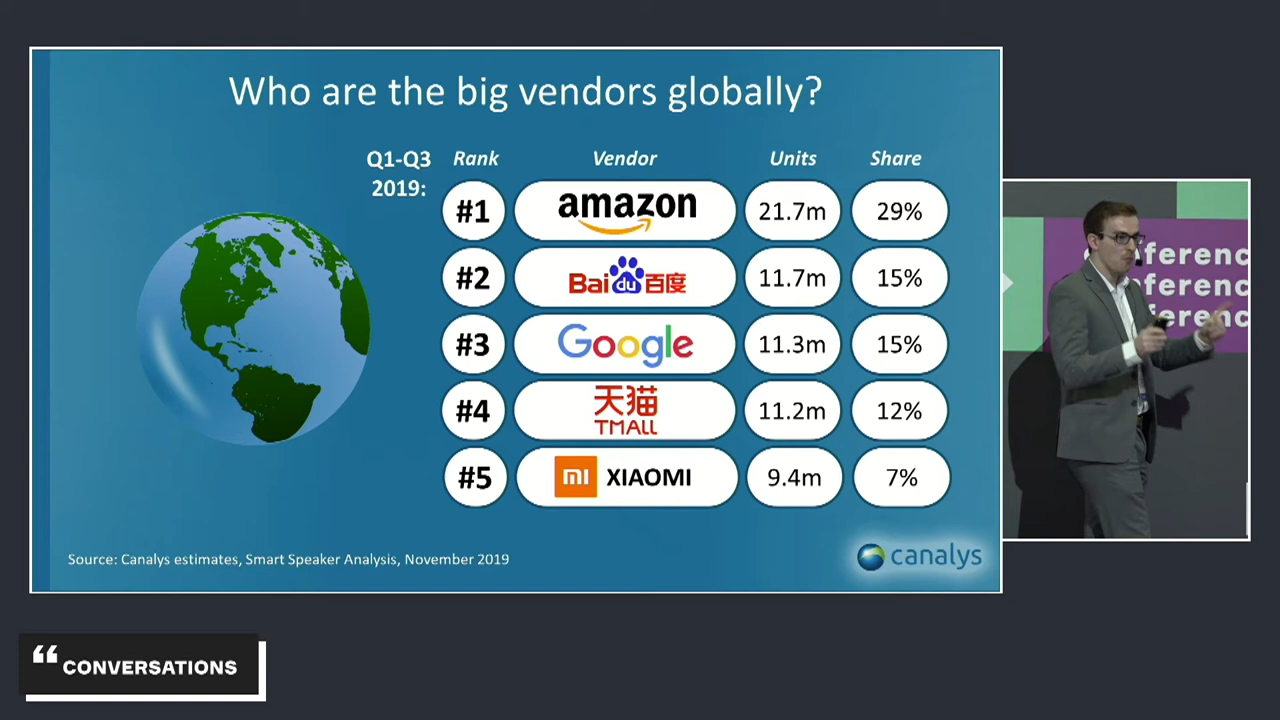 Who are the big vendors globally?
Q1-Q3
2019:
Rank Vendor Units Share
#1 amazon 21.7m 29%
#2 Bai du 百度 11.7m 15%
#3 Google 11.3m 15%
#4 天猫 TMALL 11.2m 12%
#5 mi XIAOMI 9.4m 7%
Source: Canalys estimates, Smart Speaker Analysis, November 2019
canalys
“ CONVERSATIONS